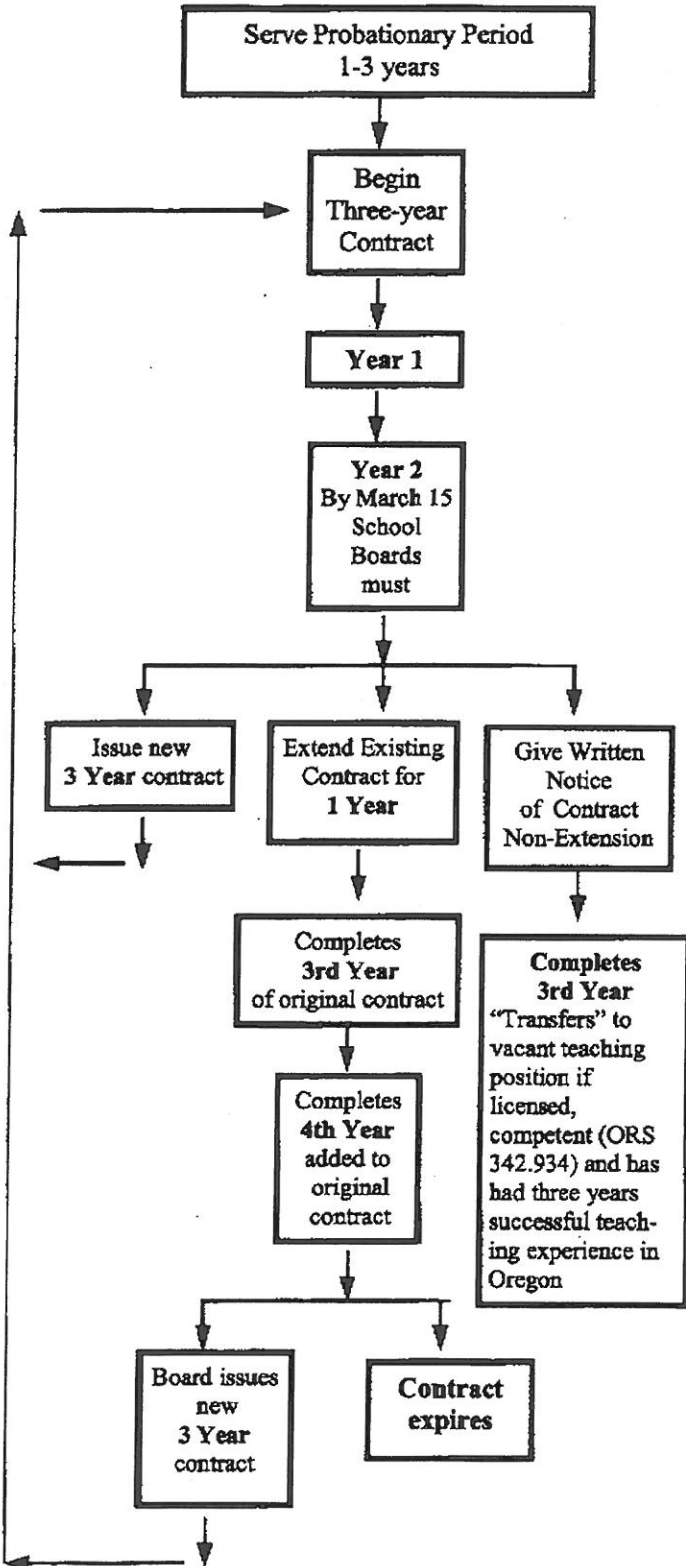 Serve Probationary Period
1-3 years
Begin
Three-year
Contract
Year 1
Year 2
By March 15
School
Boards
must
Issue new
3 Year contract
Extend Existing
Contract for
1 Year
Give Written
Notice
of Contract
Non-Extension
Completes
3rd Year
of original contract
Completes
3rd Year
“Transfers” to
vacant teaching
position if
licensed,
competent (ORS
342.934) and has
had three years
successful teach-
ing experience in
Oregon
Completes
4th Year
added to
original
contract
Board issues
new
3 Year
contract
Contract
expires